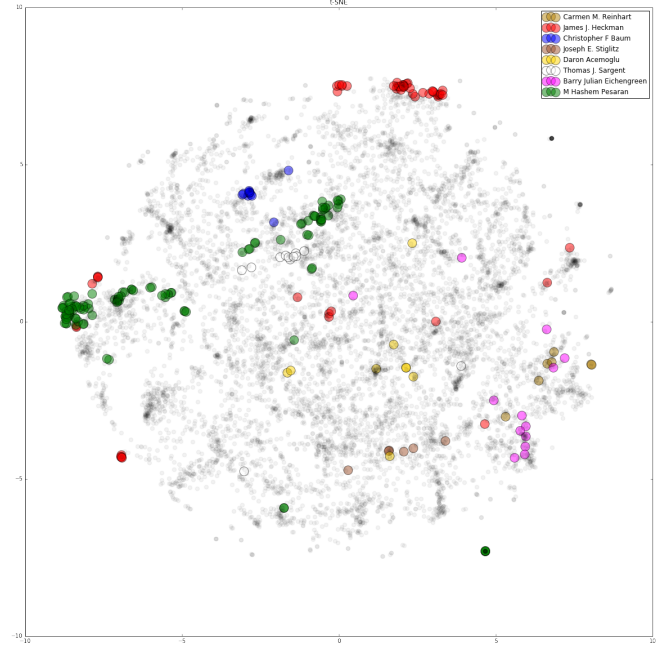 t-SNE
10
Carmen M. Reinhart
James J. Heckman
Christopher F Baum
Joseph E. Stiglitz
Daron Acemoglu
Thomas J. Sargent
Barry Julian Eichengreen
M Hashem Pesaran
5
0
−5
−10
−10 −5 0 5 10